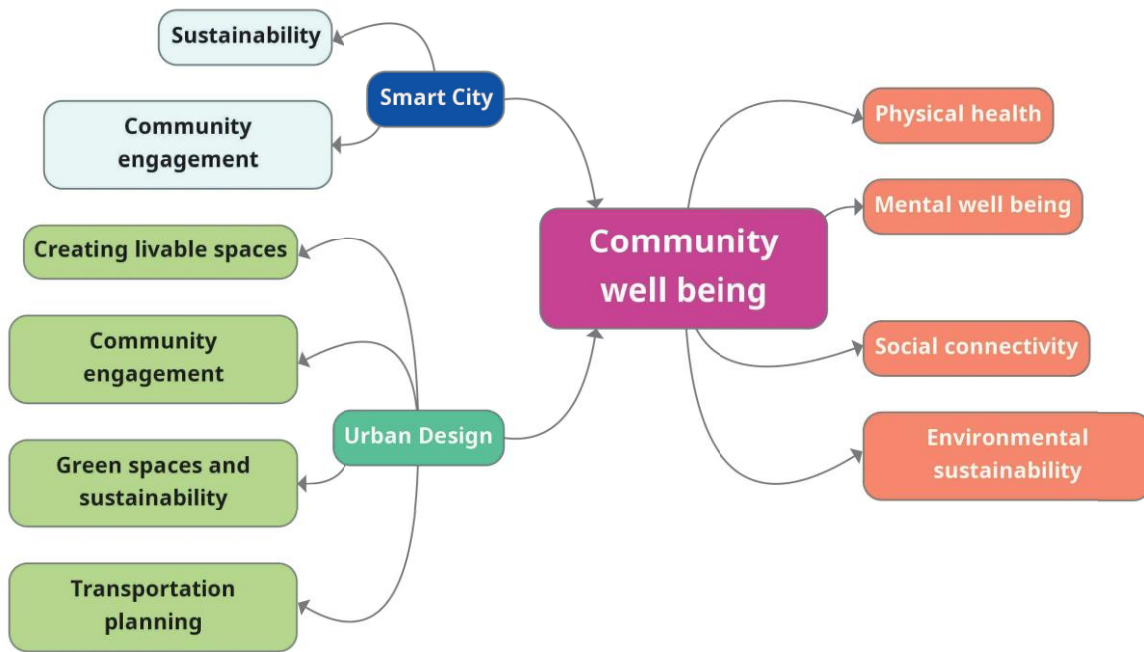 Sustainability
Smart City
Community
engagement
Creating livable spaces
Community
engagement
Urban Design
Green spaces and
sustainability
Transportation
planning
Community
well being
Physical health
Mental well being
Social connectivity
Environmental
sustainability